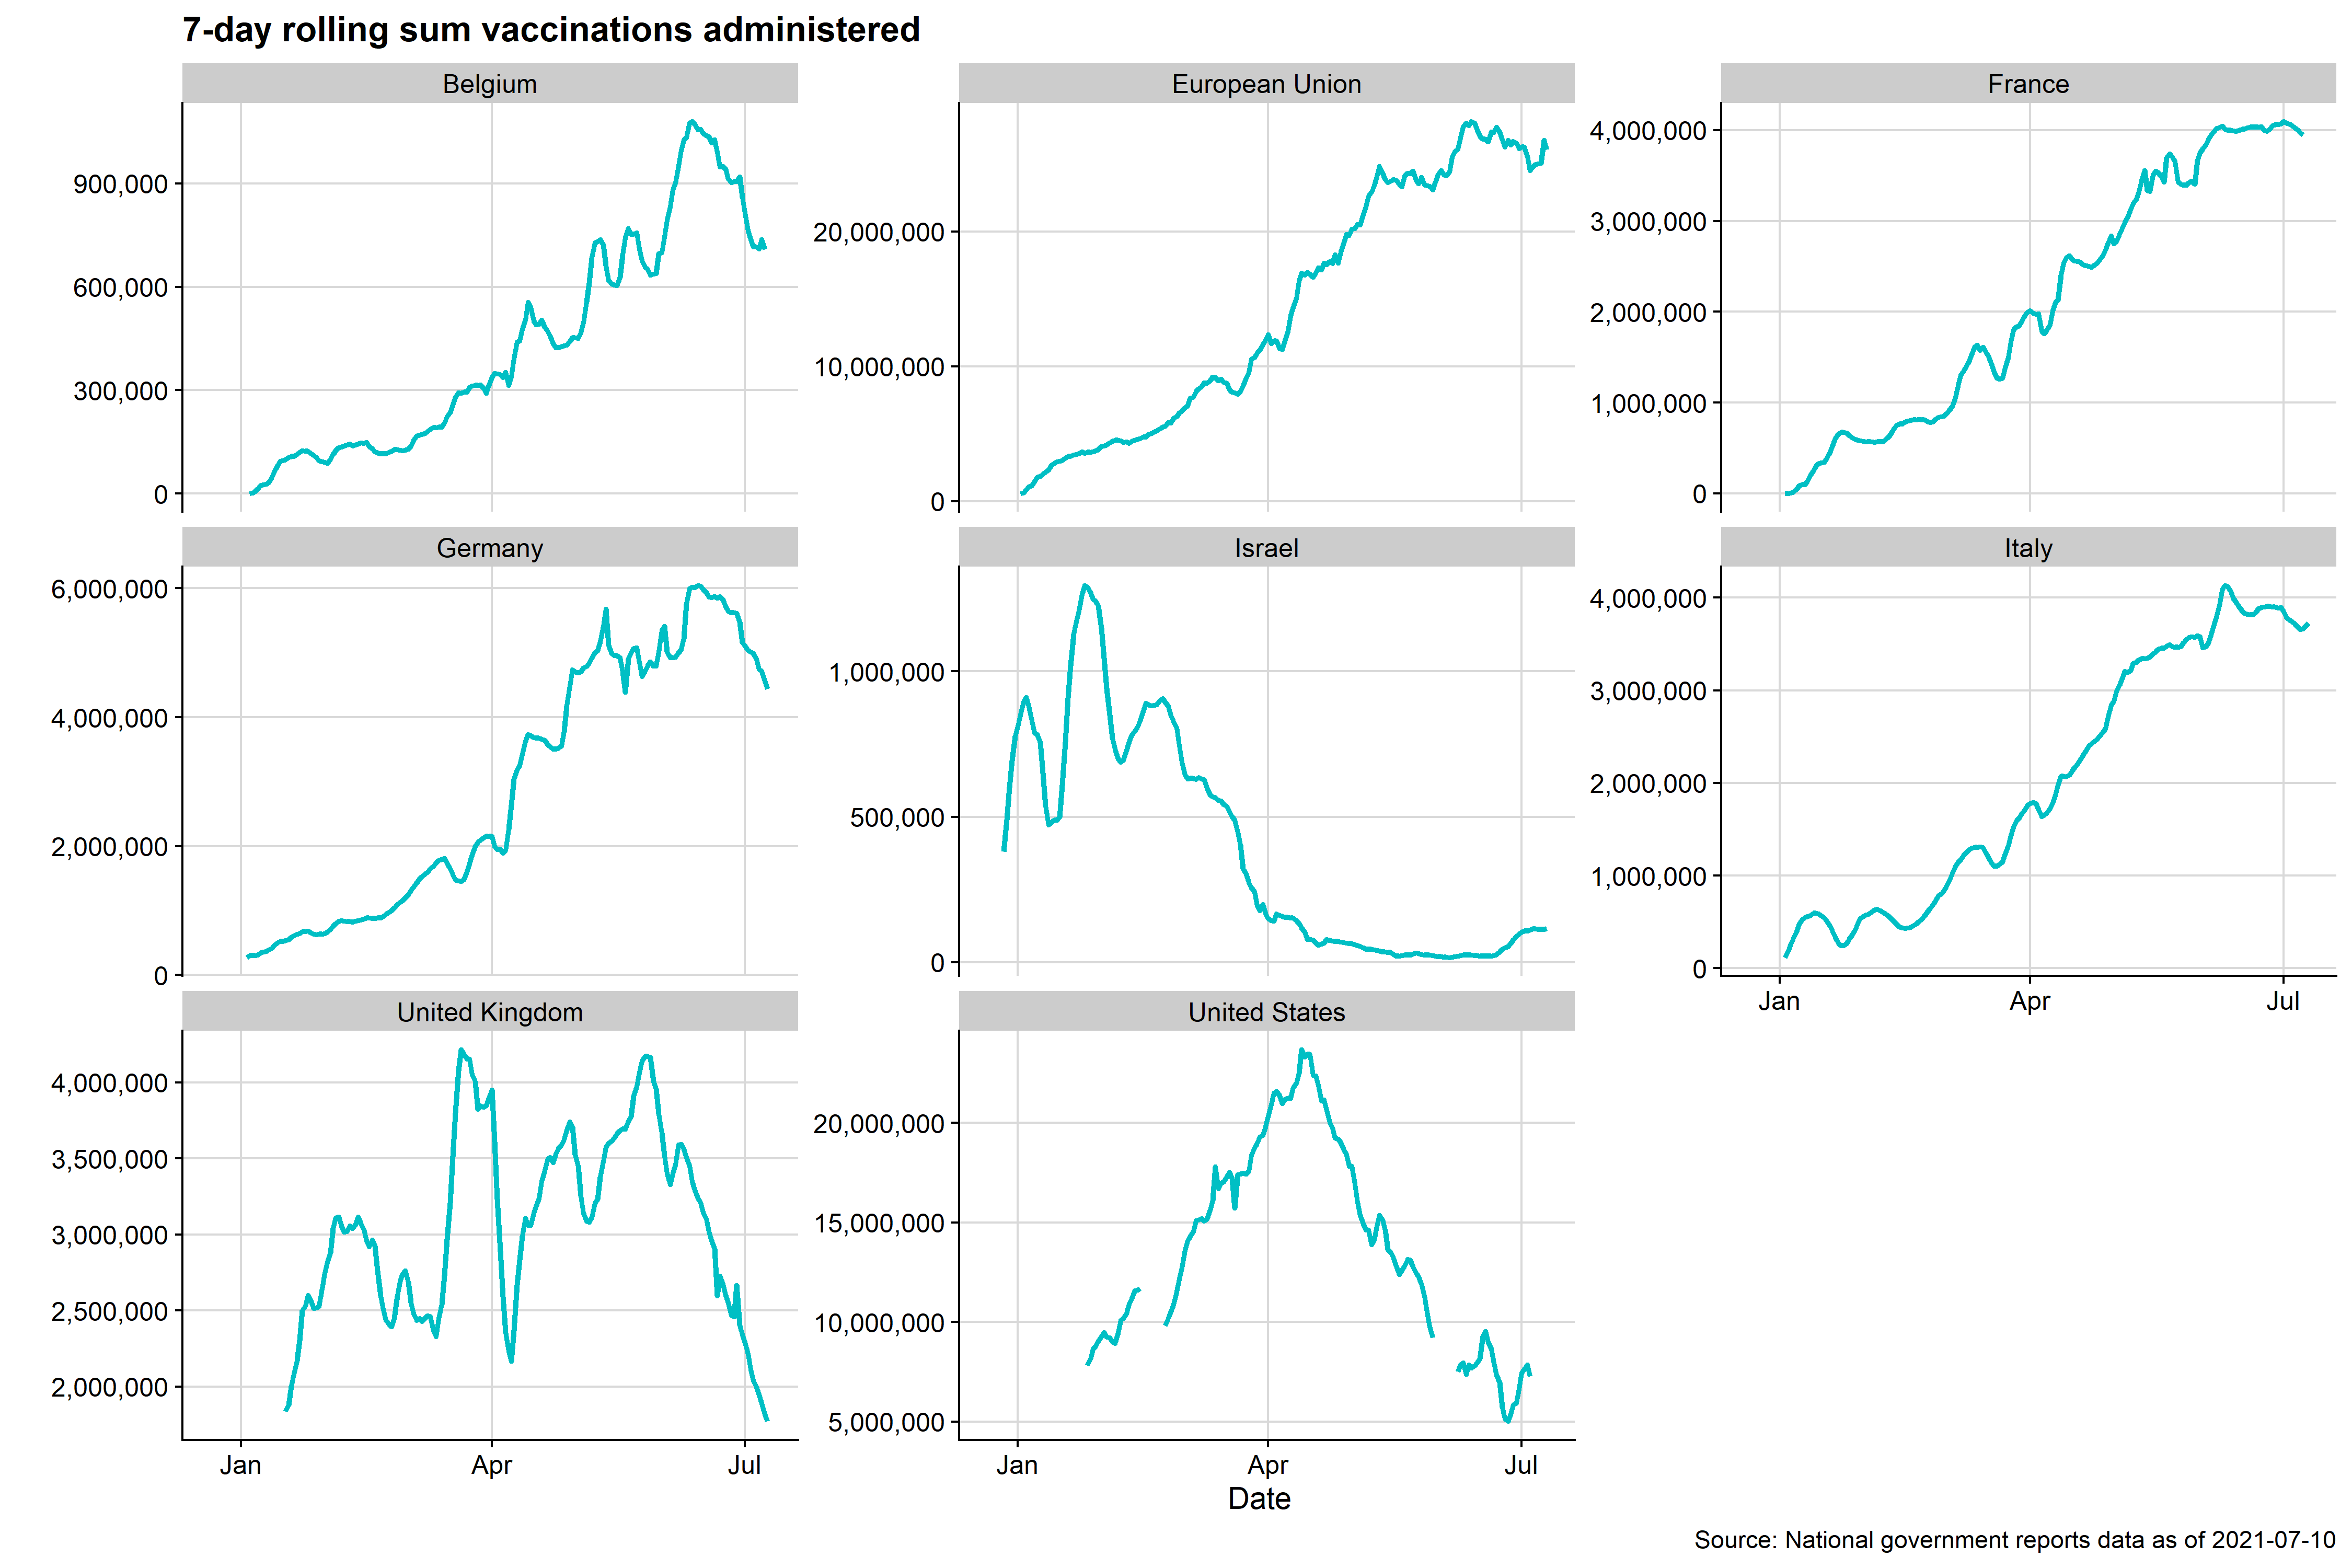 7-day rolling sum vaccinations administered
Belgium
European Union
France
900,000
600,000
300,000
0
20,000,000
10,000,000
0
4,000,000
3,000,000
2,000,000
1,000,000
0
Germany
Israel
Italy
6,000,000
4,000,000
2,000,000
0
1,000,000
500,000
0
4,000,000
3,000,000
2,000,000
1,000,000
0
Jan Apr Jul
United Kingdom
United States
4,000,000
3,500,000
3,000,000
2,500,000
2,000,000
20,000,000
15,000,000
10,000,000
5,000,000
Jan Apr Jul
Jan Apr Jul
Date
Source: National government reports data as of 2021-07-10